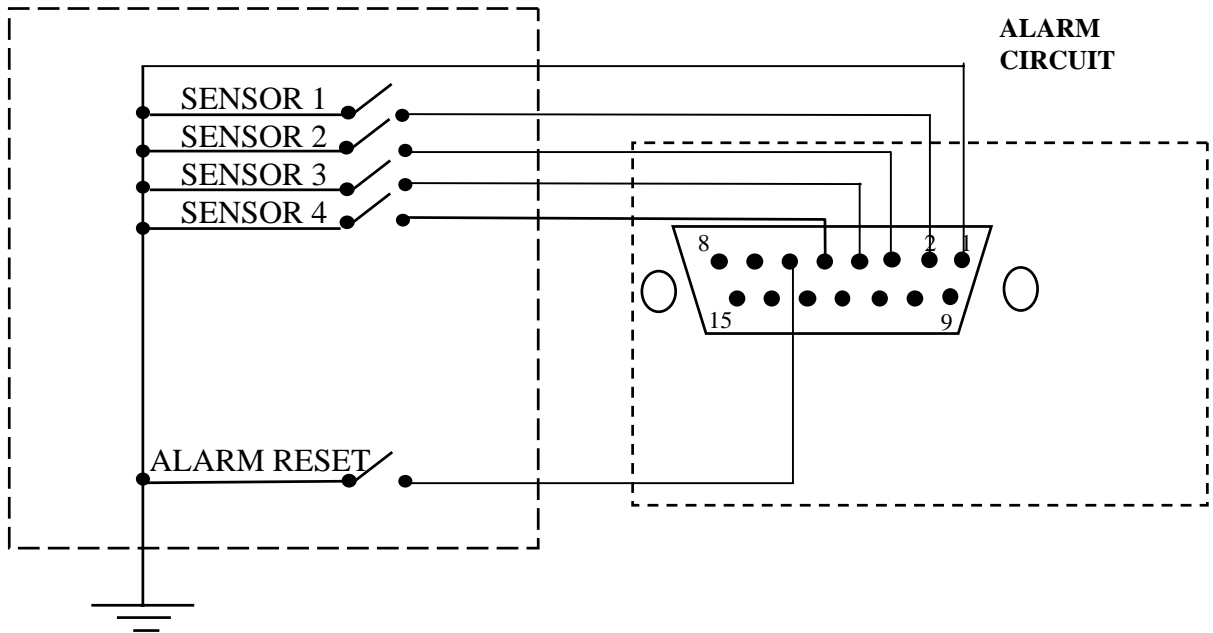 ALARM
CIRCUIT
SENSOR 1
SENSOR 2
SENSOR 3
SENSOR 4
8
2
1
15
9
ALARM RESET